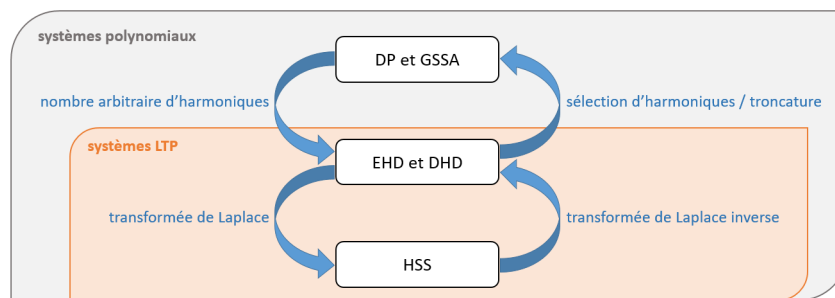 systèmes polynomiaux
DP et GSSA
nombre arbitraire d'harmoniques
sélection d'harmoniques / troncature
systèmes LTP
EHD et DHD
transformée de Laplace
transformée de Laplace inverse
HSS